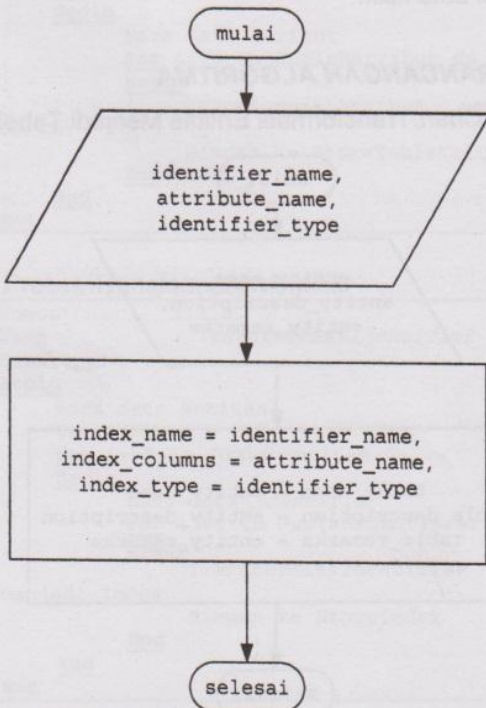 mulai
identifier_name,
attribute_name,
identifier_type
index_name = identifier_name,
index_columns = attribute_name,
index_type = identifier_type
selesai